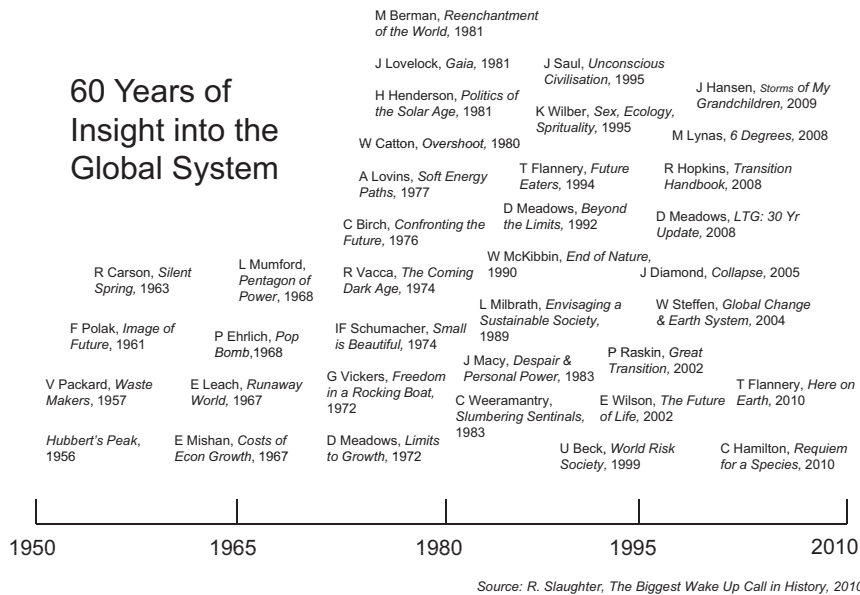 60 Years of
Insight into the
Global System
Hubbert's Peak,
1956
V Packard, Waste
Makers, 1957
F Polak, Image of
Future, 1961
R Carson, Silent
Spring, 1963
E Mishan, Costs of
Econ Growth, 1967
E Leach, Runaway
World, 1967
P Ehrlich, Pop
Bomb,1968
L Mumford,
Pentagon of
Power, 1968
M Berman, Reenchantment
of the World, 1981
J Lovelock, Gaia, 1981
H Henderson, Politics of
the Solar Age, 1981
W Catton, Overshoot, 1980
A Lovins, Soft Energy
Paths, 1977
C Birch, Confronting the
Future, 1976
R Vacca, The Coming
Dark Age, 1974
IF Schumacher, Small
is Beautiful, 1974
G Vickers, Freedom
in a Rocking Boat,
1972
D Meadows, Limits
to Growth, 1972
J Saul, Unconscious
Civilisation, 1995
K Wilber, Sex, Ecology,
Sprituality, 1995
T Flannery, Future
Eaters, 1994
D Meadows, Beyond
the Limits, 1992
W McKibbin, End of Nature,
1990
L Milbrath, Envisaging a
Sustainable Society,
1989
J Macy, Despair &
Personal Power, 1983
C Weeramantry,
Slumbering Sentinals,
1983
U Beck, World Risk
Society, 1999
J Hansen, Storms of My
Grandchildren, 2009
M Lynas, 6 Degrees, 2008
R Hopkins, Transition
Handbook, 2008
D Meadows, LTG: 30 Yr
Update, 2008
J Diamond, Collapse, 2005
W Steffen, Global Change
& Earth System, 2004
P Raskin, Great
Transition, 2002
E Wilson, The Future
of Life, 2002
T Flannery, Here on
Earth, 2010
C Hamilton, Requiem
for a Species, 2010
1950 1965 1980 1995 2010
Source: R. Slaughter, The Biggest Wake Up Call in History, 2010